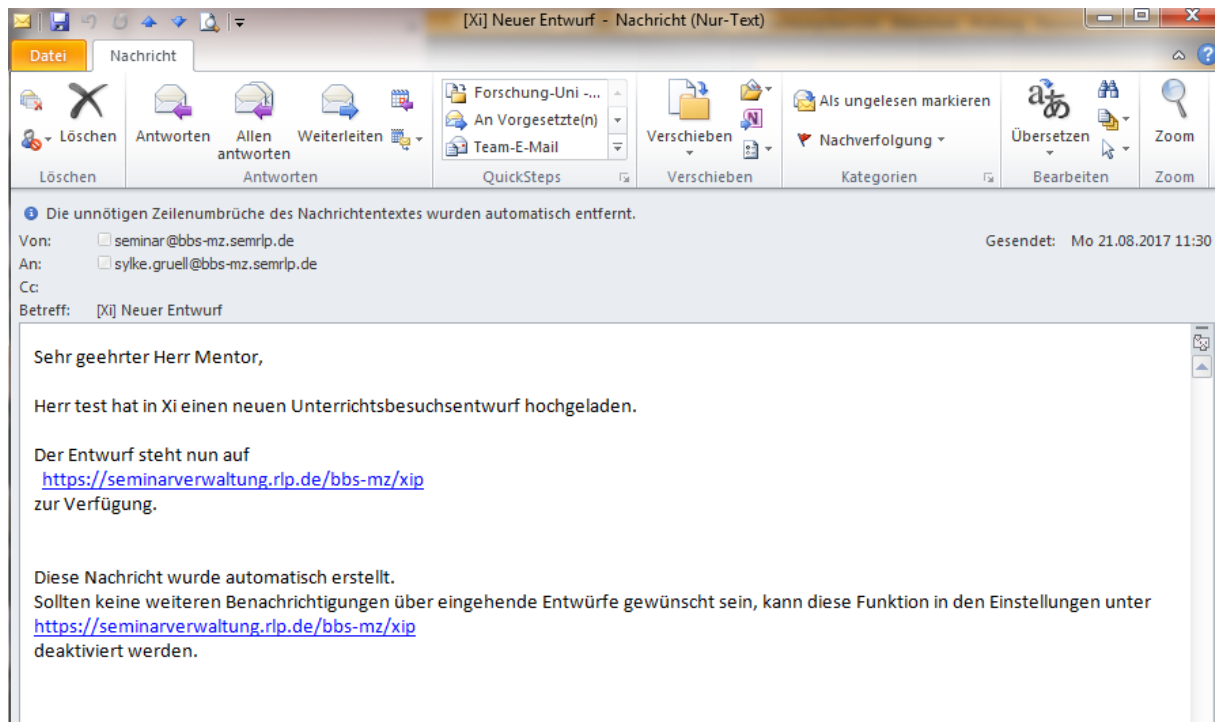 [Xi] Neuer Entwurf - Nachricht (Nur-Text)
Datei Nachricht
Löschen
Antworten
Allen antworten
Weiterleiten
Forschung-Uni -...
An Vorgesetzte(n)
Team-E-Mail
Verschieben
Als ungelesen markieren
Nachverfolgung
Übersetzen
Zoom
Löschen Antworten QuickSteps Verschieben Kategorien Bearbeiten Zoom
Die unnötigen Zeilenumbrüche des Nachrichtentextes wurden automatisch entfernt.
Von: seminar@bbs-mz.semrlp.de Gesendet: Mo 21.08.2017 11:30
An: sylke.gruell@bbs-mz.semrlp.de
Cc:
Betreff: [Xi] Neuer Entwurf
Sehr geehrter Herr Mentor,
Herr test hat in Xi einen neuen Unterrichtsbesuchsentwurf hochgeladen.
Der Entwurf steht nun auf
https://seminarverwaltung.rlp.de/bbs-mz/xip
zur Verfügung.
Diese Nachricht wurde automatisch erstellt.
Sollten keine weiteren Benachrichtigungen über eingehende Entwürfe gewünscht sein, kann diese Funktion in den Einstellungen unter
https://seminarverwaltung.rlp.de/bbs-mz/xip
deaktiviert werden.